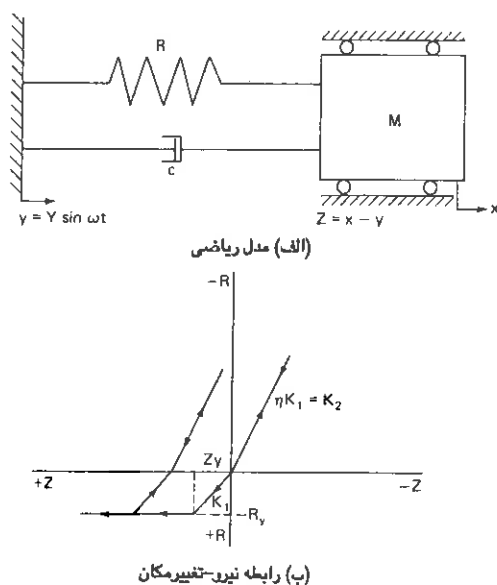 R
M
c
y = Y sin ωt
Z = x − y
x
(الف) مدل ریاضی
−R
ηK₁ = K₂
Zy
+Z
−Z
K₁
−Ry
+R
(ب) رابطه نیرو-تغییرمکان